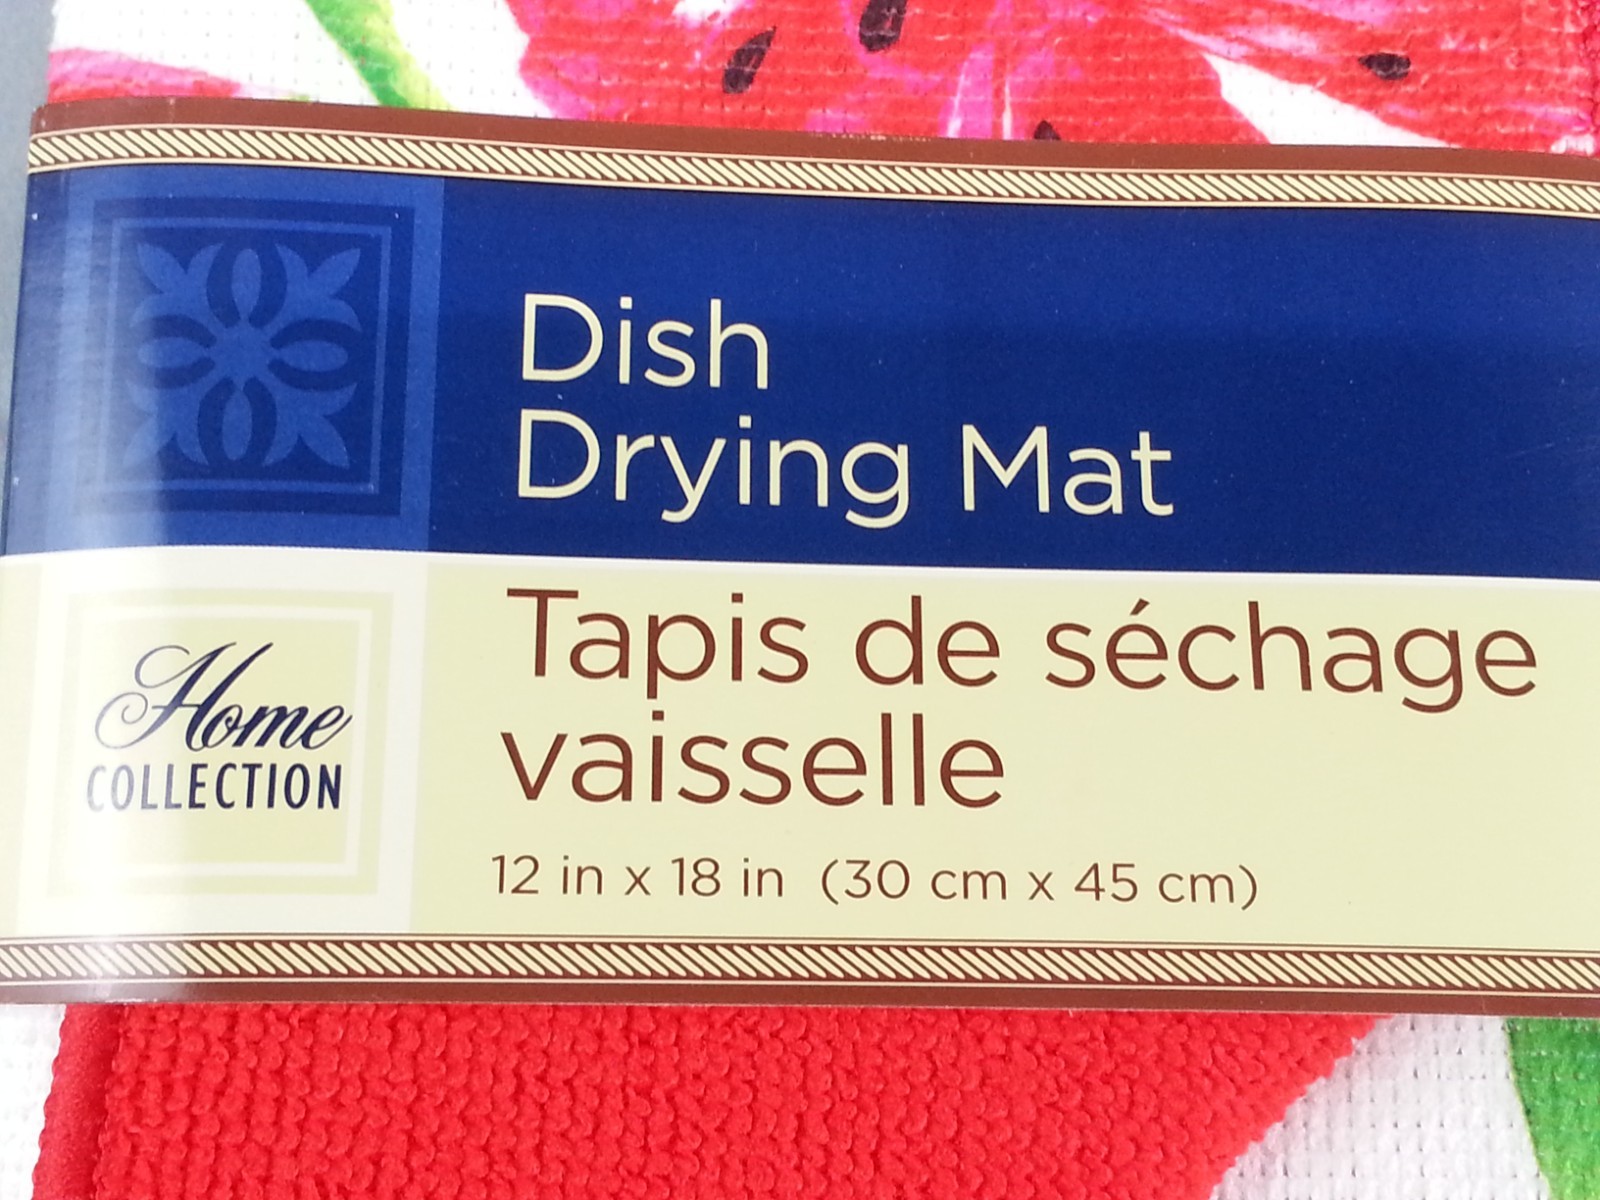 Dish
Drying Mat
Tapis de séchage
vaisselle
12 in x 18 in (30 cm x 45 cm)
Home
COLLECTION